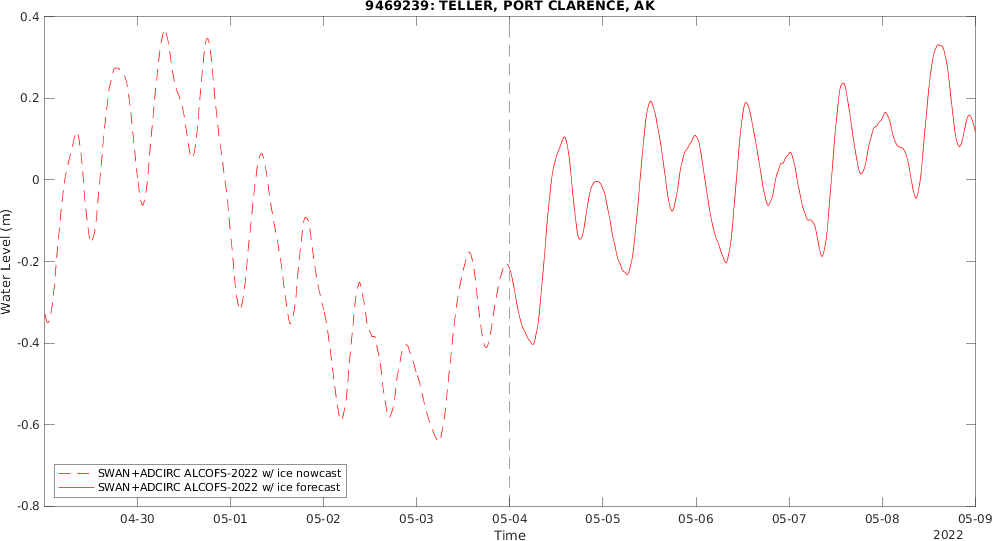 9469239: TELLER, PORT CLARENCE, AK
0.4
0.2
0
-0.2
-0.4
-0.6
-0.8
Water Level (m)
SWAN+ADCIRC ALCOFS-2022 w/ ice nowcast
SWAN+ADCIRC ALCOFS-2022 w/ ice forecast
04-30 05-01 05-02 05-03 05-04 05-05 05-06 05-07 05-08 05-09
Time
2022